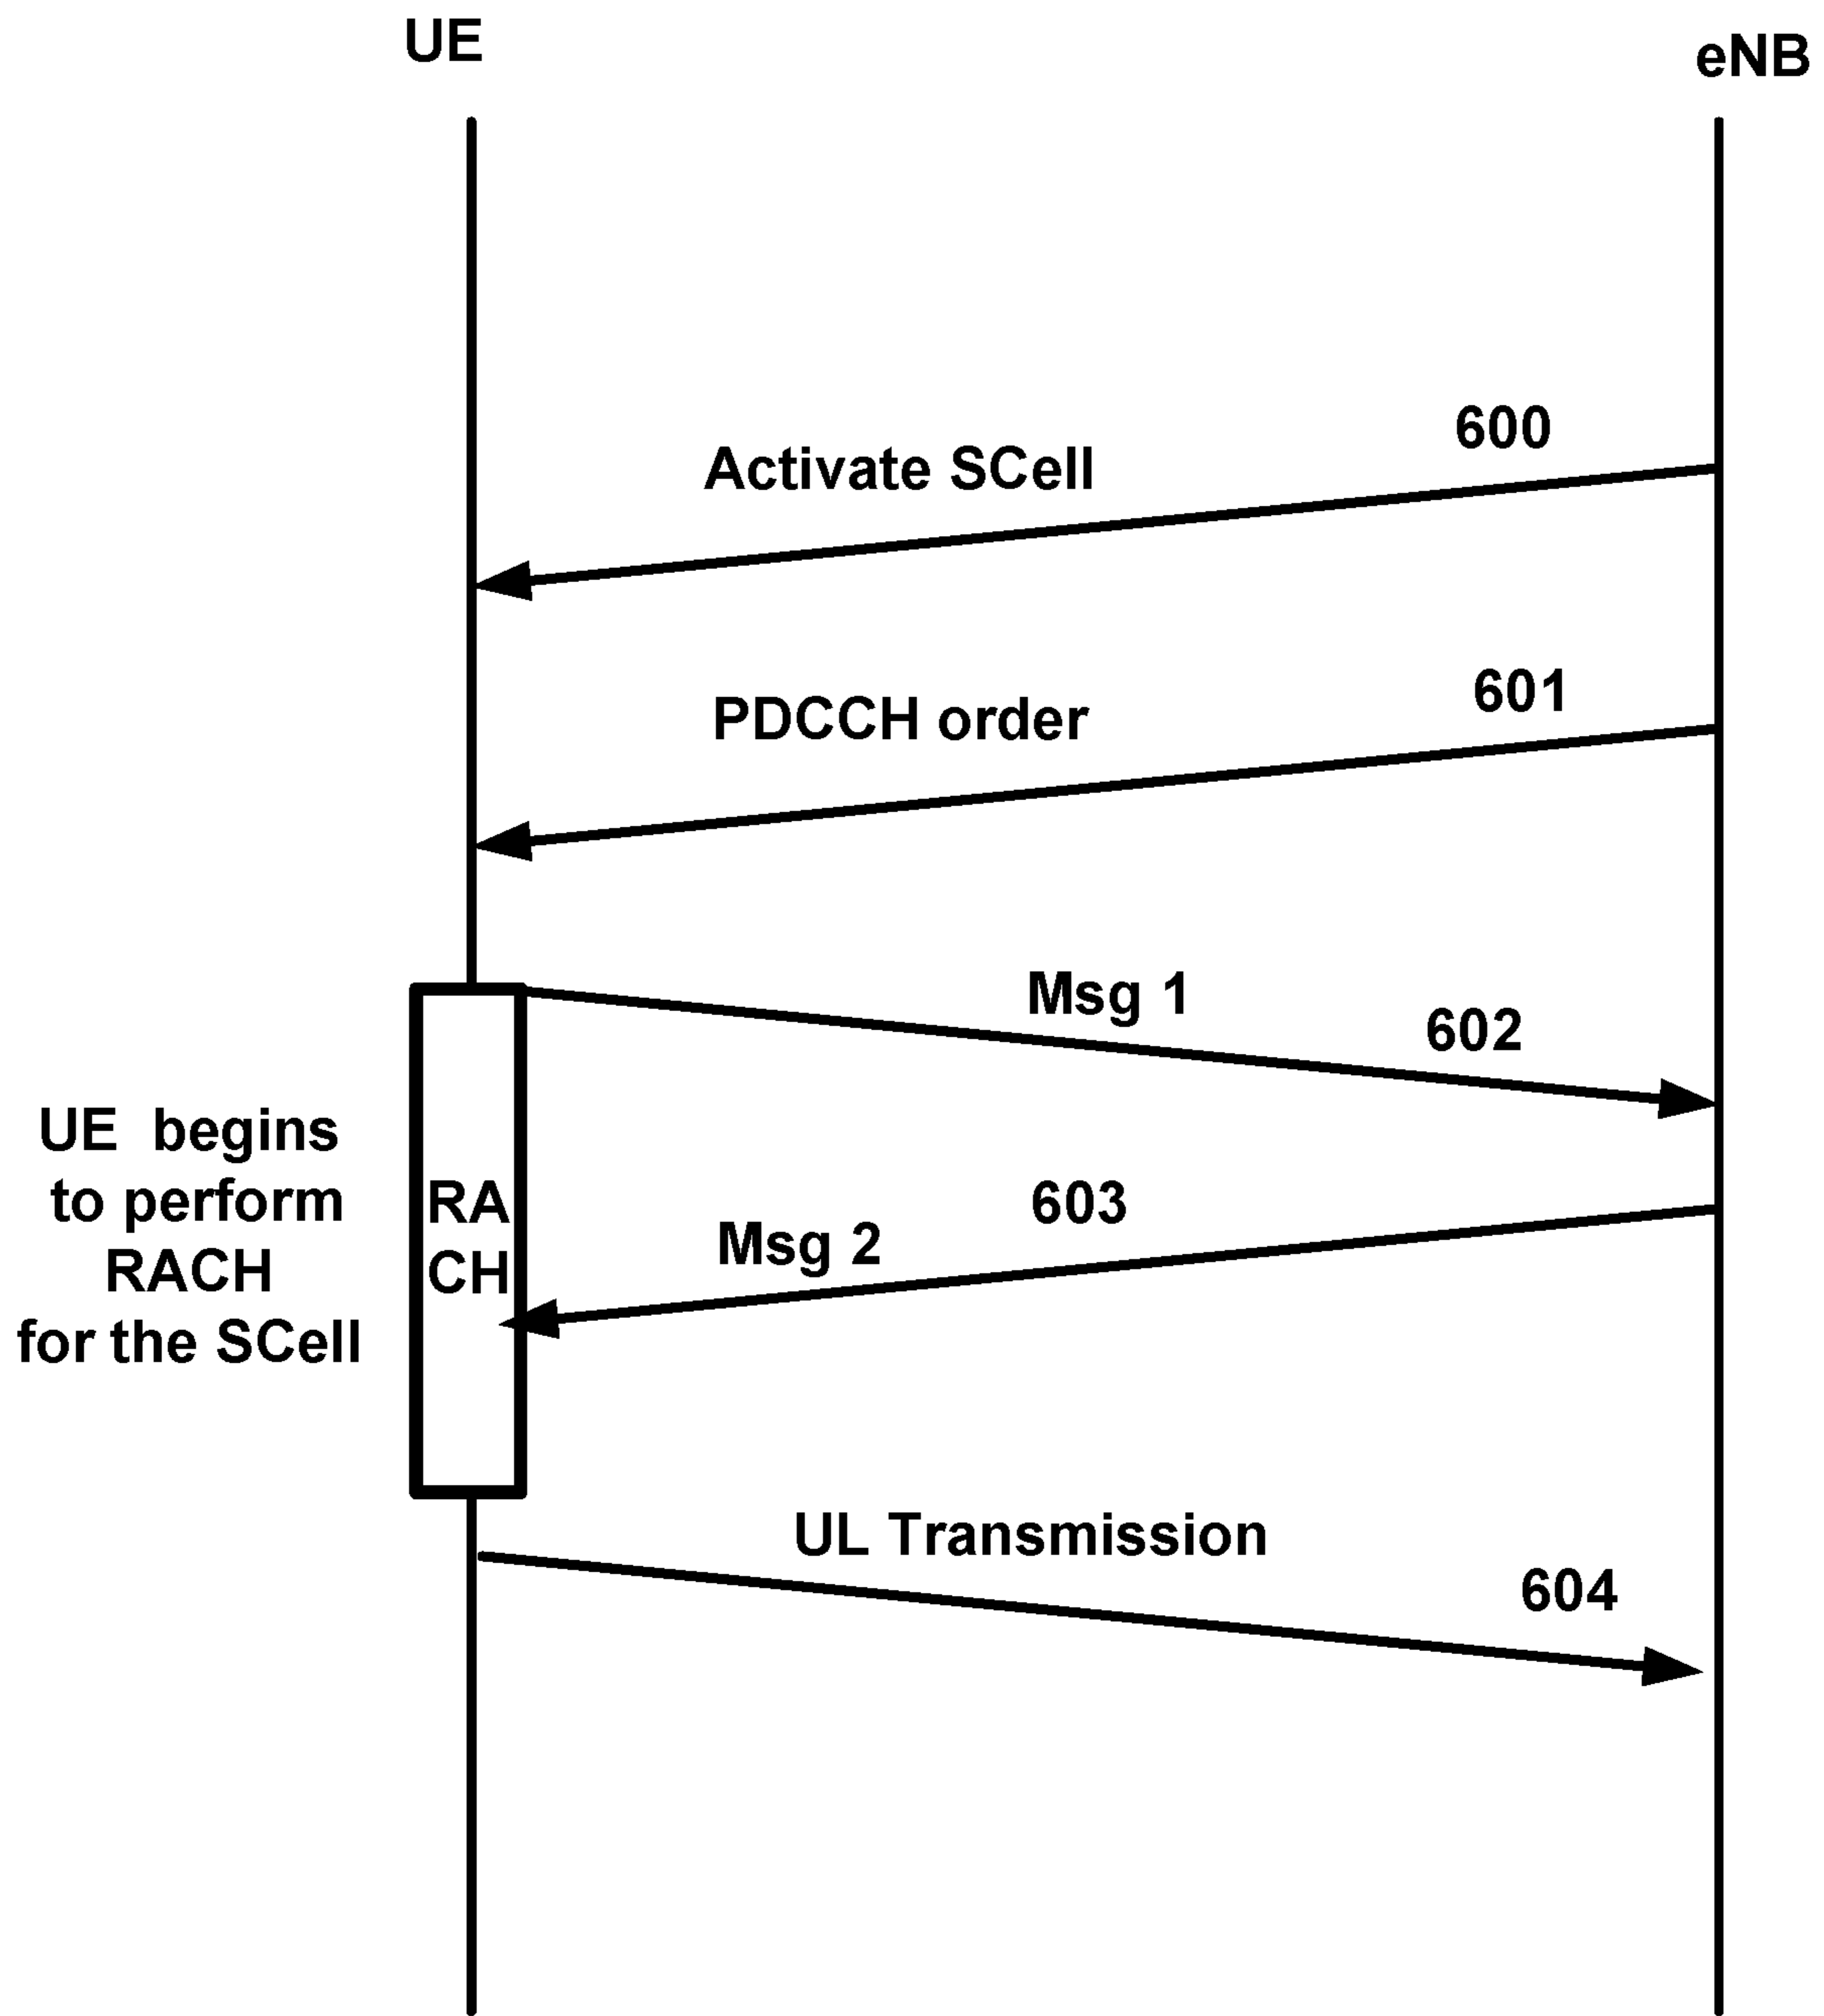 UE
eNB
600
Activate SCell
601
PDCCH order
Msg 1
602
UE begins
to perform
RACH
for the SCell
RA
CH
603
Msg 2
UL Transmission
604